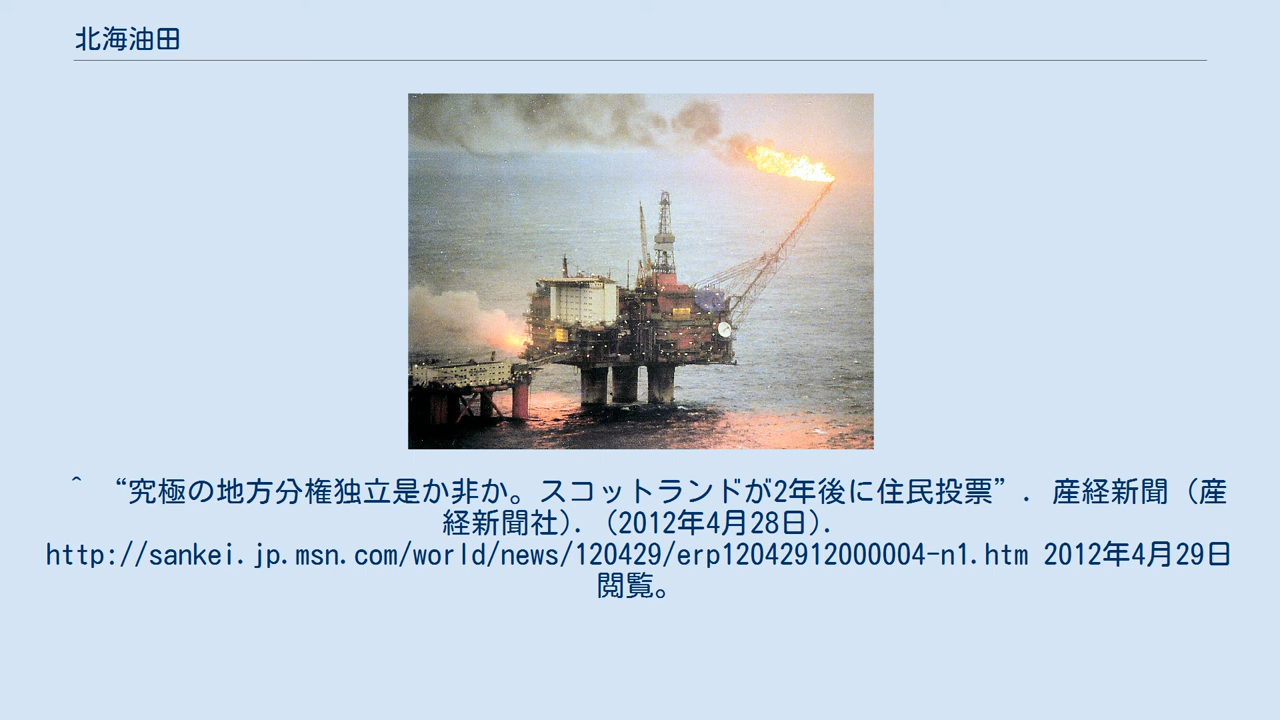 北海油田
^ “究極の地方分権独立是か非か。スコットランドが2年後に住民投票”. 産経新聞 (産
経新聞社). (2012年4月28日).
http://sankei.jp.msn.com/world/news/120429/erp12042912000004-n1.htm 2012年4月29日
閲覧。